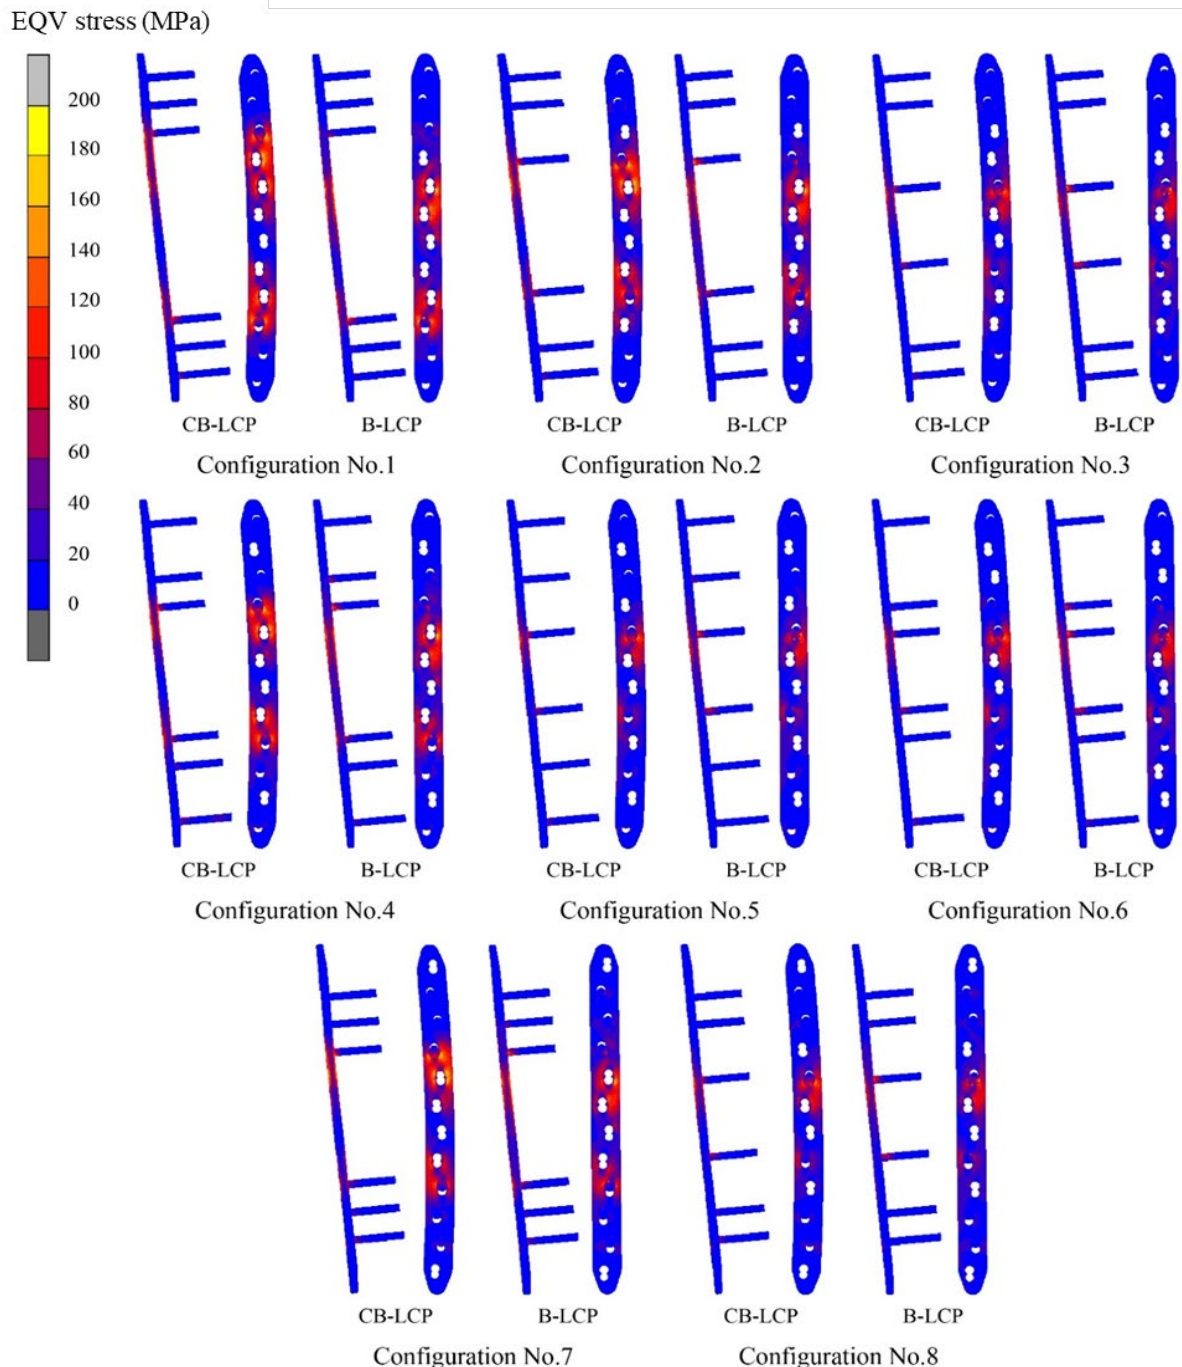 EQV stress (MPa)
200
180
160
140
120
100
80
60
40
20
0
CB-LCP B-LCP CB-LCP B-LCP CB-LCP B-LCP
Configuration No.1 Configuration No.2 Configuration No.3
CB-LCP B-LCP CB-LCP B-LCP CB-LCP B-LCP
Configuration No.4 Configuration No.5 Configuration No.6
CB-LCP B-LCP CB-LCP B-LCP
Configuration No.7 Configuration No.8